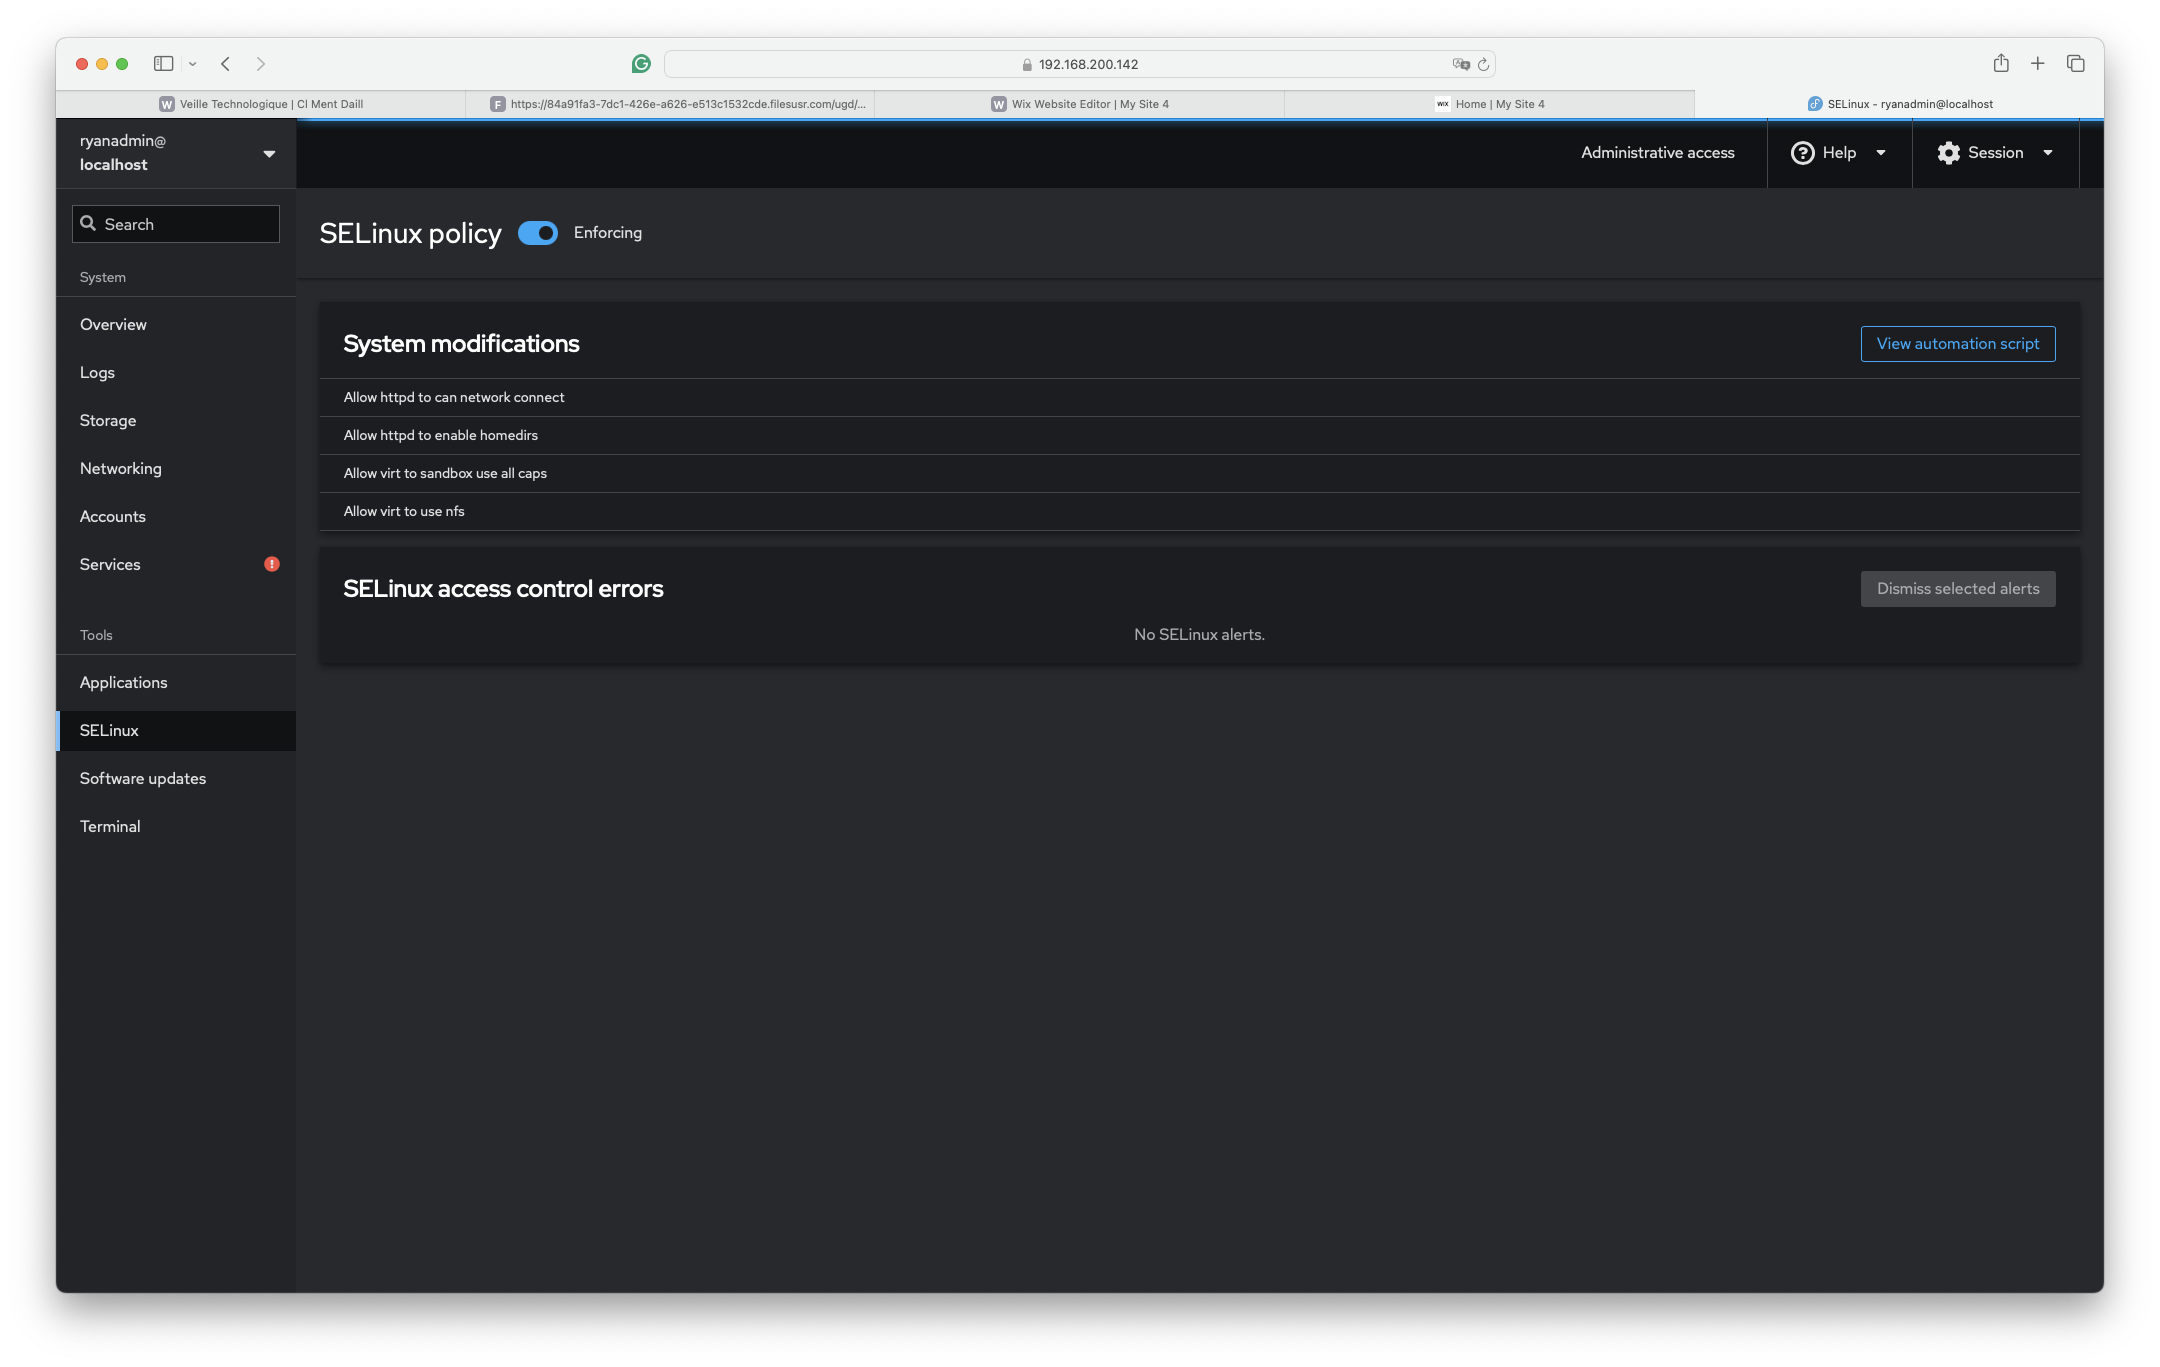 192.168.200.142
W Veille Technologique | Cl Ment Daill
F https://84a91fa3-7dc1-426e-a626-e513c1532cde.filesusr.com/ugd/...
W Wix Website Editor | My Site 4
WIX Home | My Site 4
SELinux - ryanadmin@localhost
ryanadmin@
localhost
Administrative access
Help
Session
Search
System
Overview
Logs
Storage
Networking
Accounts
Services
Tools
Applications
SELinux
Software updates
Terminal
SELinux policy
Enforcing
System modifications
View automation script
Allow httpd to can network connect
Allow httpd to enable homedirs
Allow virt to sandbox use all caps
Allow virt to use nfs
SELinux access control errors
Dismiss selected alerts
No SELinux alerts.